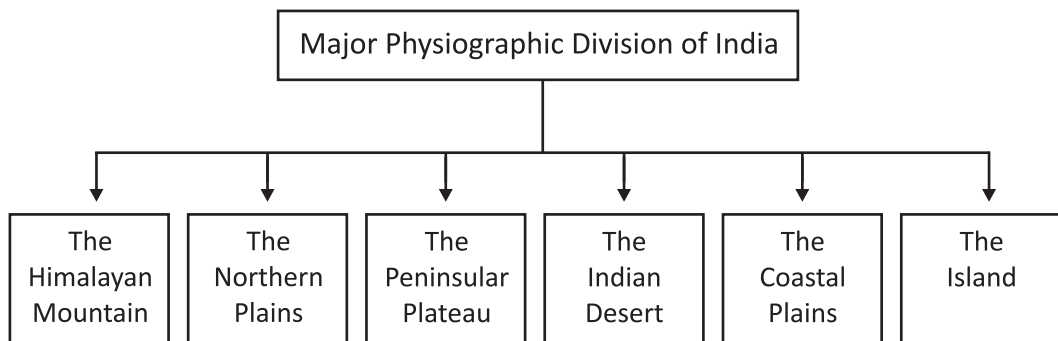 Major Physiographic Division of India
The
Himalayan
Mountain
The
Northern
Plains
The
Peninsular
Plateau
The
Indian
Desert
The
Coastal
Plains
The
Island